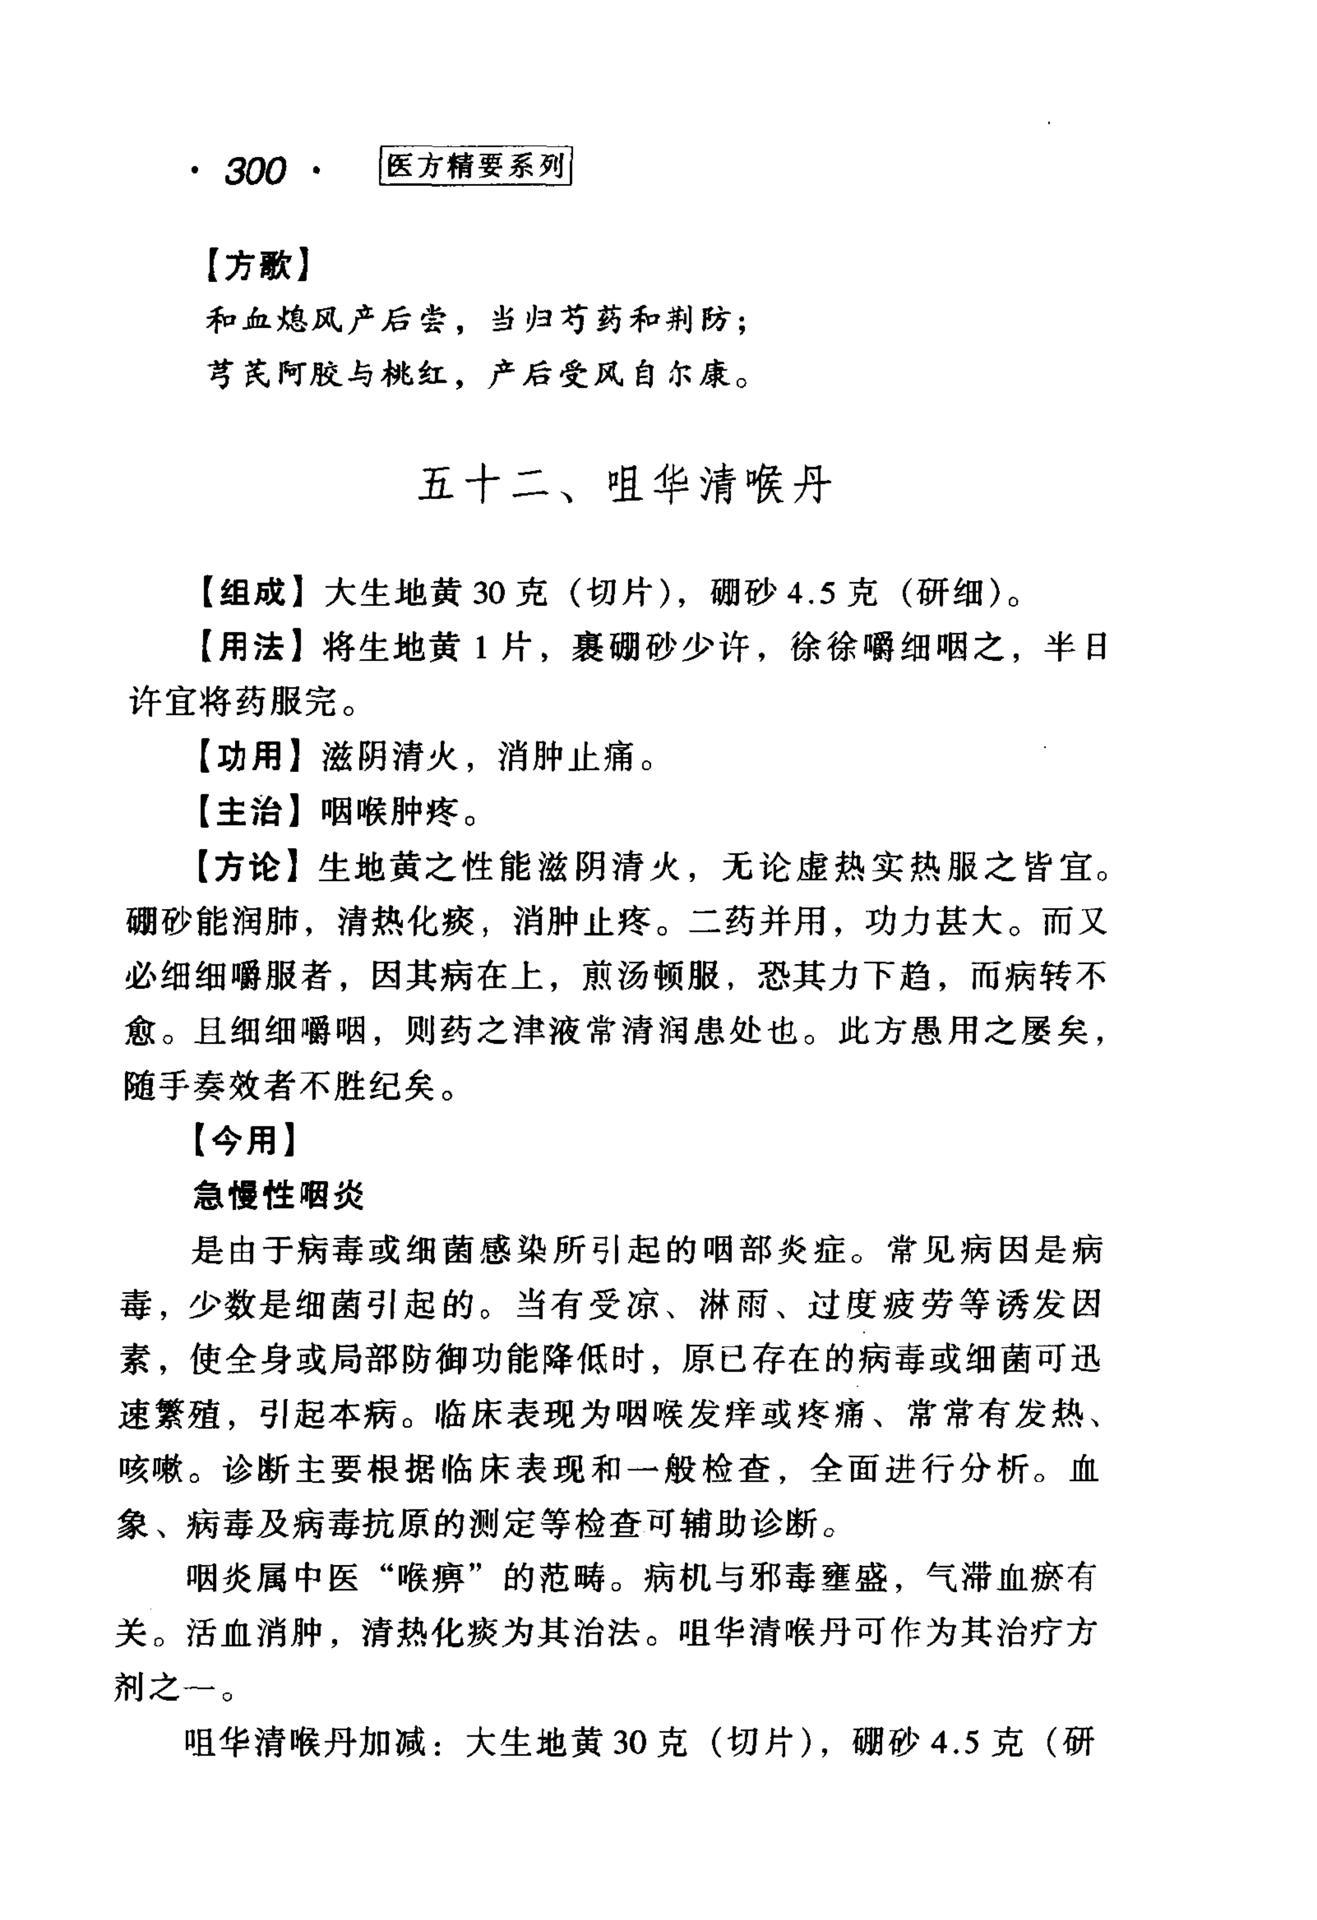 · 300 · 医方精要系列
【方歌】
和血熄风产后尝，当归芍药和荆防；
芎芪阿胶与桃红，产后受风自尔康。
五十二、咀华清喉丹
【组成】大生地黄 30 克（切片），硼砂 4.5 克（研细）。
【用法】将生地黄 1 片，裹硼砂少许，徐徐嚼细咽之，半日
许宜将药服完。
【功用】滋阴清火，消肿止痛。
【主治】咽喉肿疼。
【方论】生地黄之性能滋阴清火，无论虚热实热服之皆宜。
硼砂能润肺，清热化痰，消肿止疼。二药并用，功力甚大。而又
必细细嚼服者，因其病在上，煎汤顿服，恐其力下趋，而病转不
愈。且细细嚼咽，则药之津液常清润患处也。此方愚用之屡矣，
随手奏效者不胜纪矣。
【今用】
急慢性咽炎
是由于病毒或细菌感染所引起的咽部炎症。常见病因是病
毒，少数是细菌引起的。当有受凉、淋雨、过度疲劳等诱发因
素，使全身或局部防御功能降低时，原已存在的病毒或细菌可迅
速繁殖，引起本病。临床表现为咽喉发痒或疼痛、常常有发热、
咳嗽。诊断主要根据临床表现和一般检查，全面进行分析。血
象、病毒及病毒抗原的测定等检查可辅助诊断。
咽炎属中医“喉痹”的范畴。病机与邪毒壅盛，气滞血瘀有
关。活血消肿，清热化痰为其治法。咀华清喉丹可作为其治疗方
剂之一。
咀华清喉丹加减：大生地黄 30 克（切片），硼砂 4.5 克（研